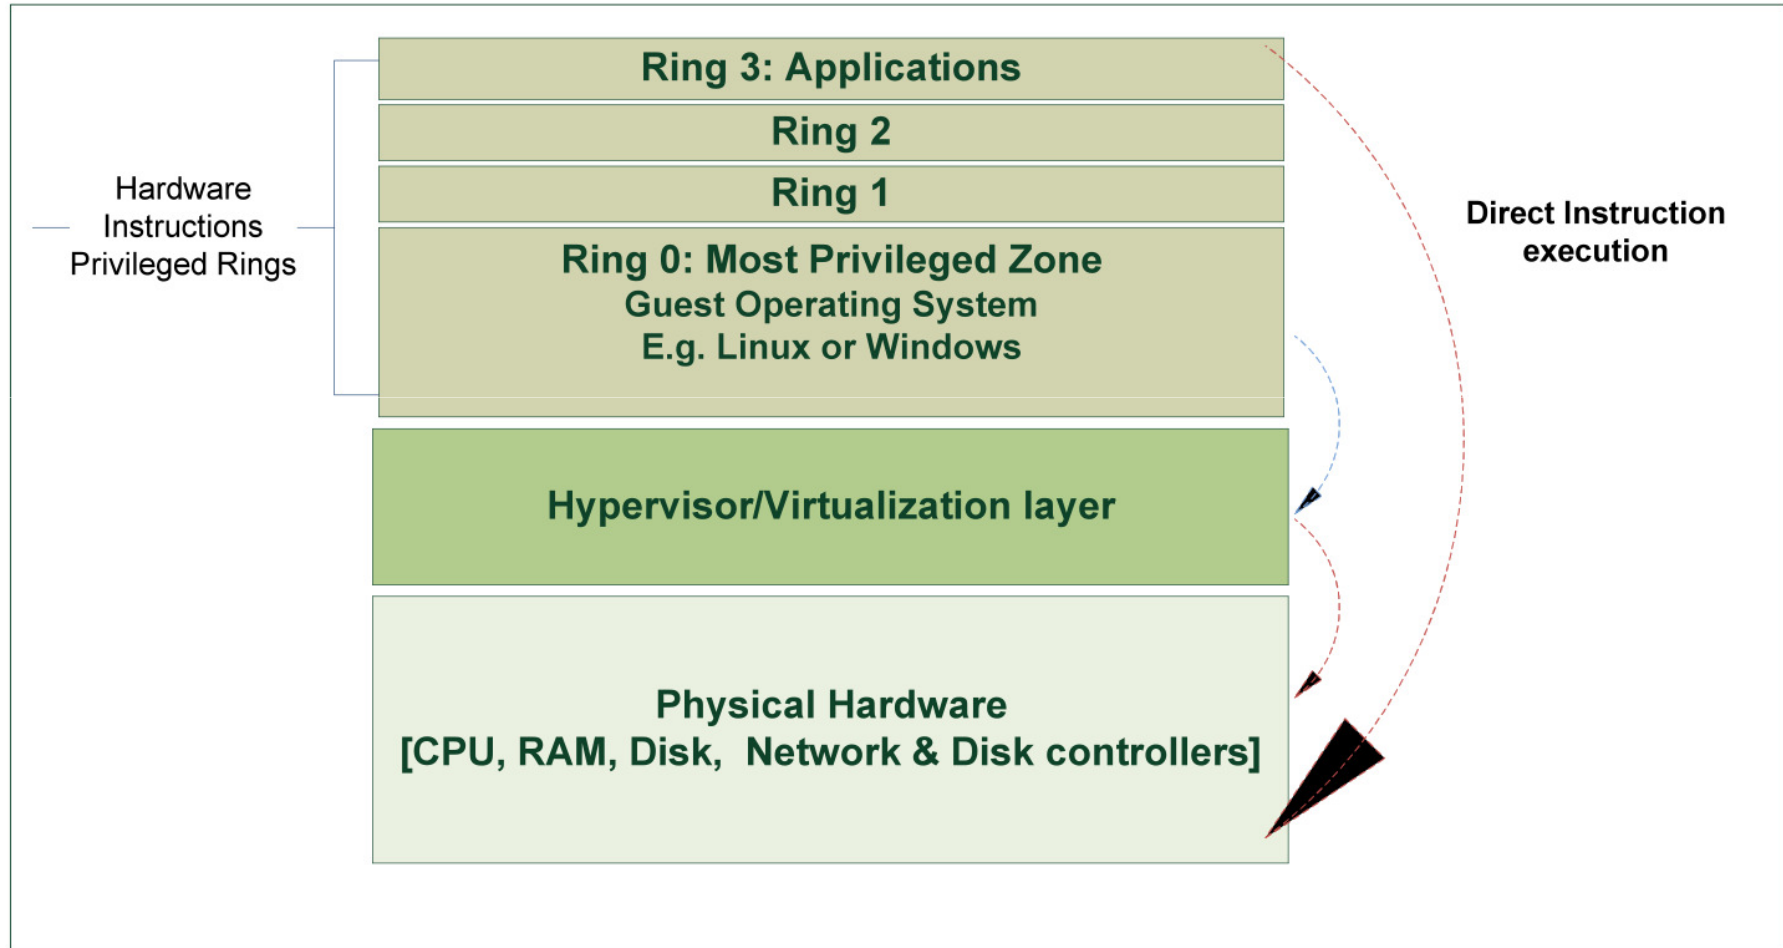 Ring 3: Applications
Ring 2
Ring 1
Ring 0: Most Privileged Zone
Guest Operating System
E.g. Linux or Windows
Hardware
Instructions
Privileged Rings
Direct Instruction
execution
Hypervisor/Virtualization layer
Physical Hardware
[CPU, RAM, Disk,  Network & Disk controllers]